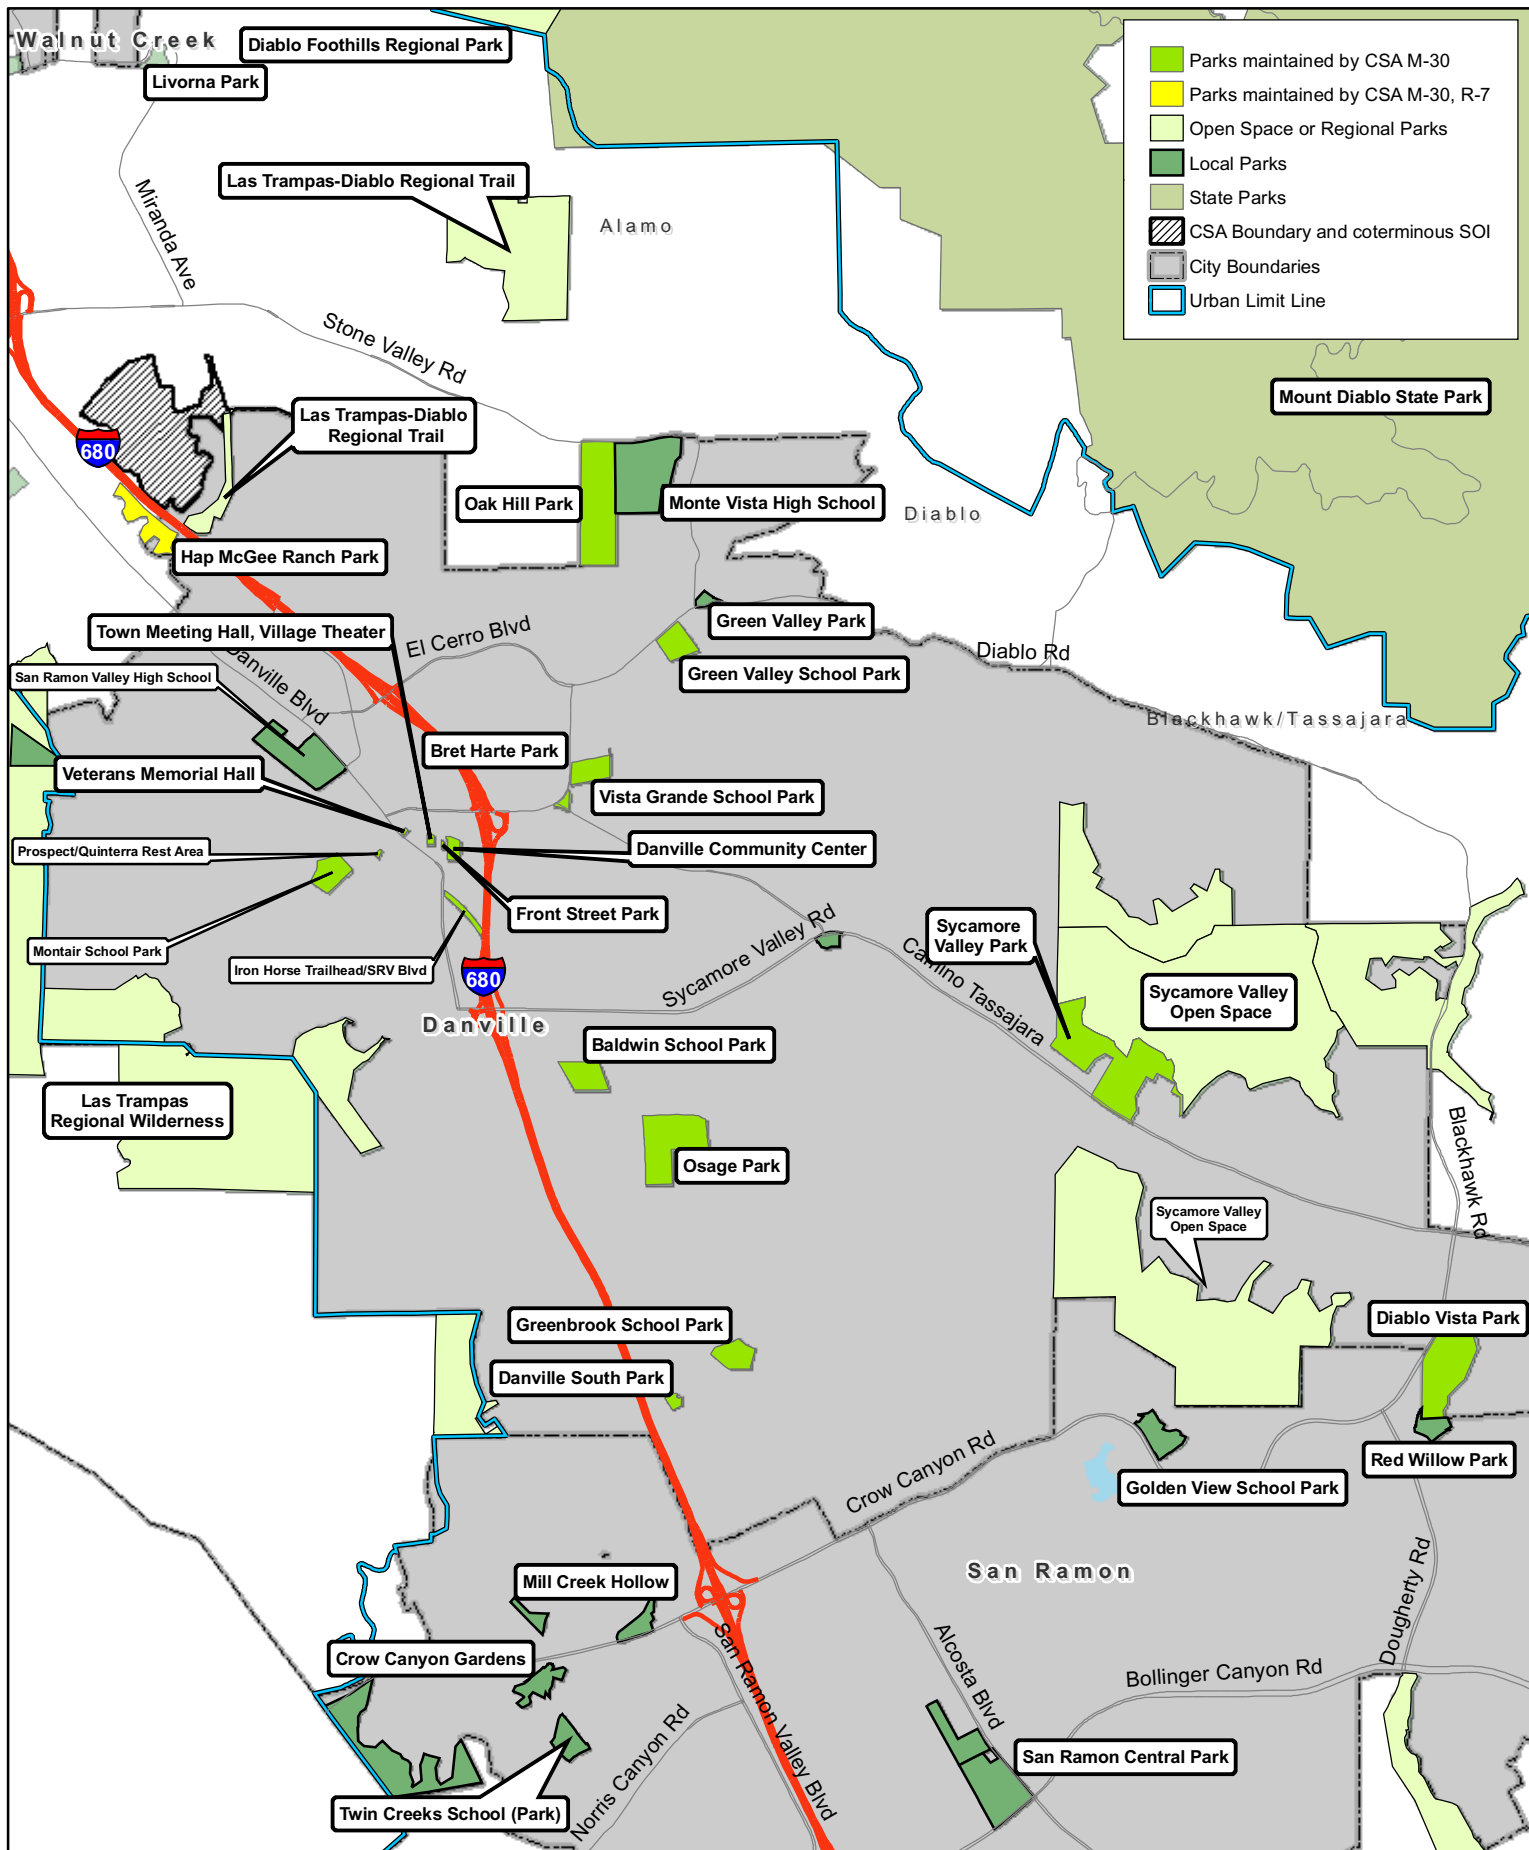 Walnut Creek
Diablo Foothills Regional Park
Livorna Park
Parks maintained by CSA M-30
Parks maintained by CSA M-30, R-7
Open Space or Regional Parks
Local Parks
State Parks
CSA Boundary and coterminous SOI
City Boundaries
Urban Limit Line
Las Trampas-Diablo Regional Trail
Miranda Ave
Alamo
Stone Valley Rd
Mount Diablo State Park
Las Trampas-Diablo
Regional Trail
680
Oak Hill Park
Monte Vista High School
Diablo
Hap McGee Ranch Park
Green Valley Park
Town Meeting Hall, Village Theater
El Cerro Blvd
Diablo Rd
Green Valley School Park
San Ramon Valley High School
Danville Blvd
Blackhawk/Tassajara
Bret Harte Park
Veterans Memorial Hall
Vista Grande School Park
Prospect/Quinterra Rest Area
Danville Community Center
Front Street Park
Sycamore
Valley Park
Montair School Park
Iron Horse Trailhead/SRV Blvd
680
Sycamore Valley Rd
Camino Tassajara
Sycamore Valley
Open Space
Danville
Baldwin School Park
Las Trampas
Regional Wilderness
Osage Park
Blackhawk Rd
Sycamore Valley
Open Space
Greenbrook School Park
Diablo Vista Park
Danville South Park
Crow Canyon Rd
Red Willow Park
Golden View School Park
San Ramon
Mill Creek Hollow
Dougherty Rd
Crow Canyon Gardens
San Ramon Valley Blvd
Alcosta Blvd
Bollinger Canyon Rd
Norris Canyon Rd
San Ramon Central Park
Twin Creeks School (Park)